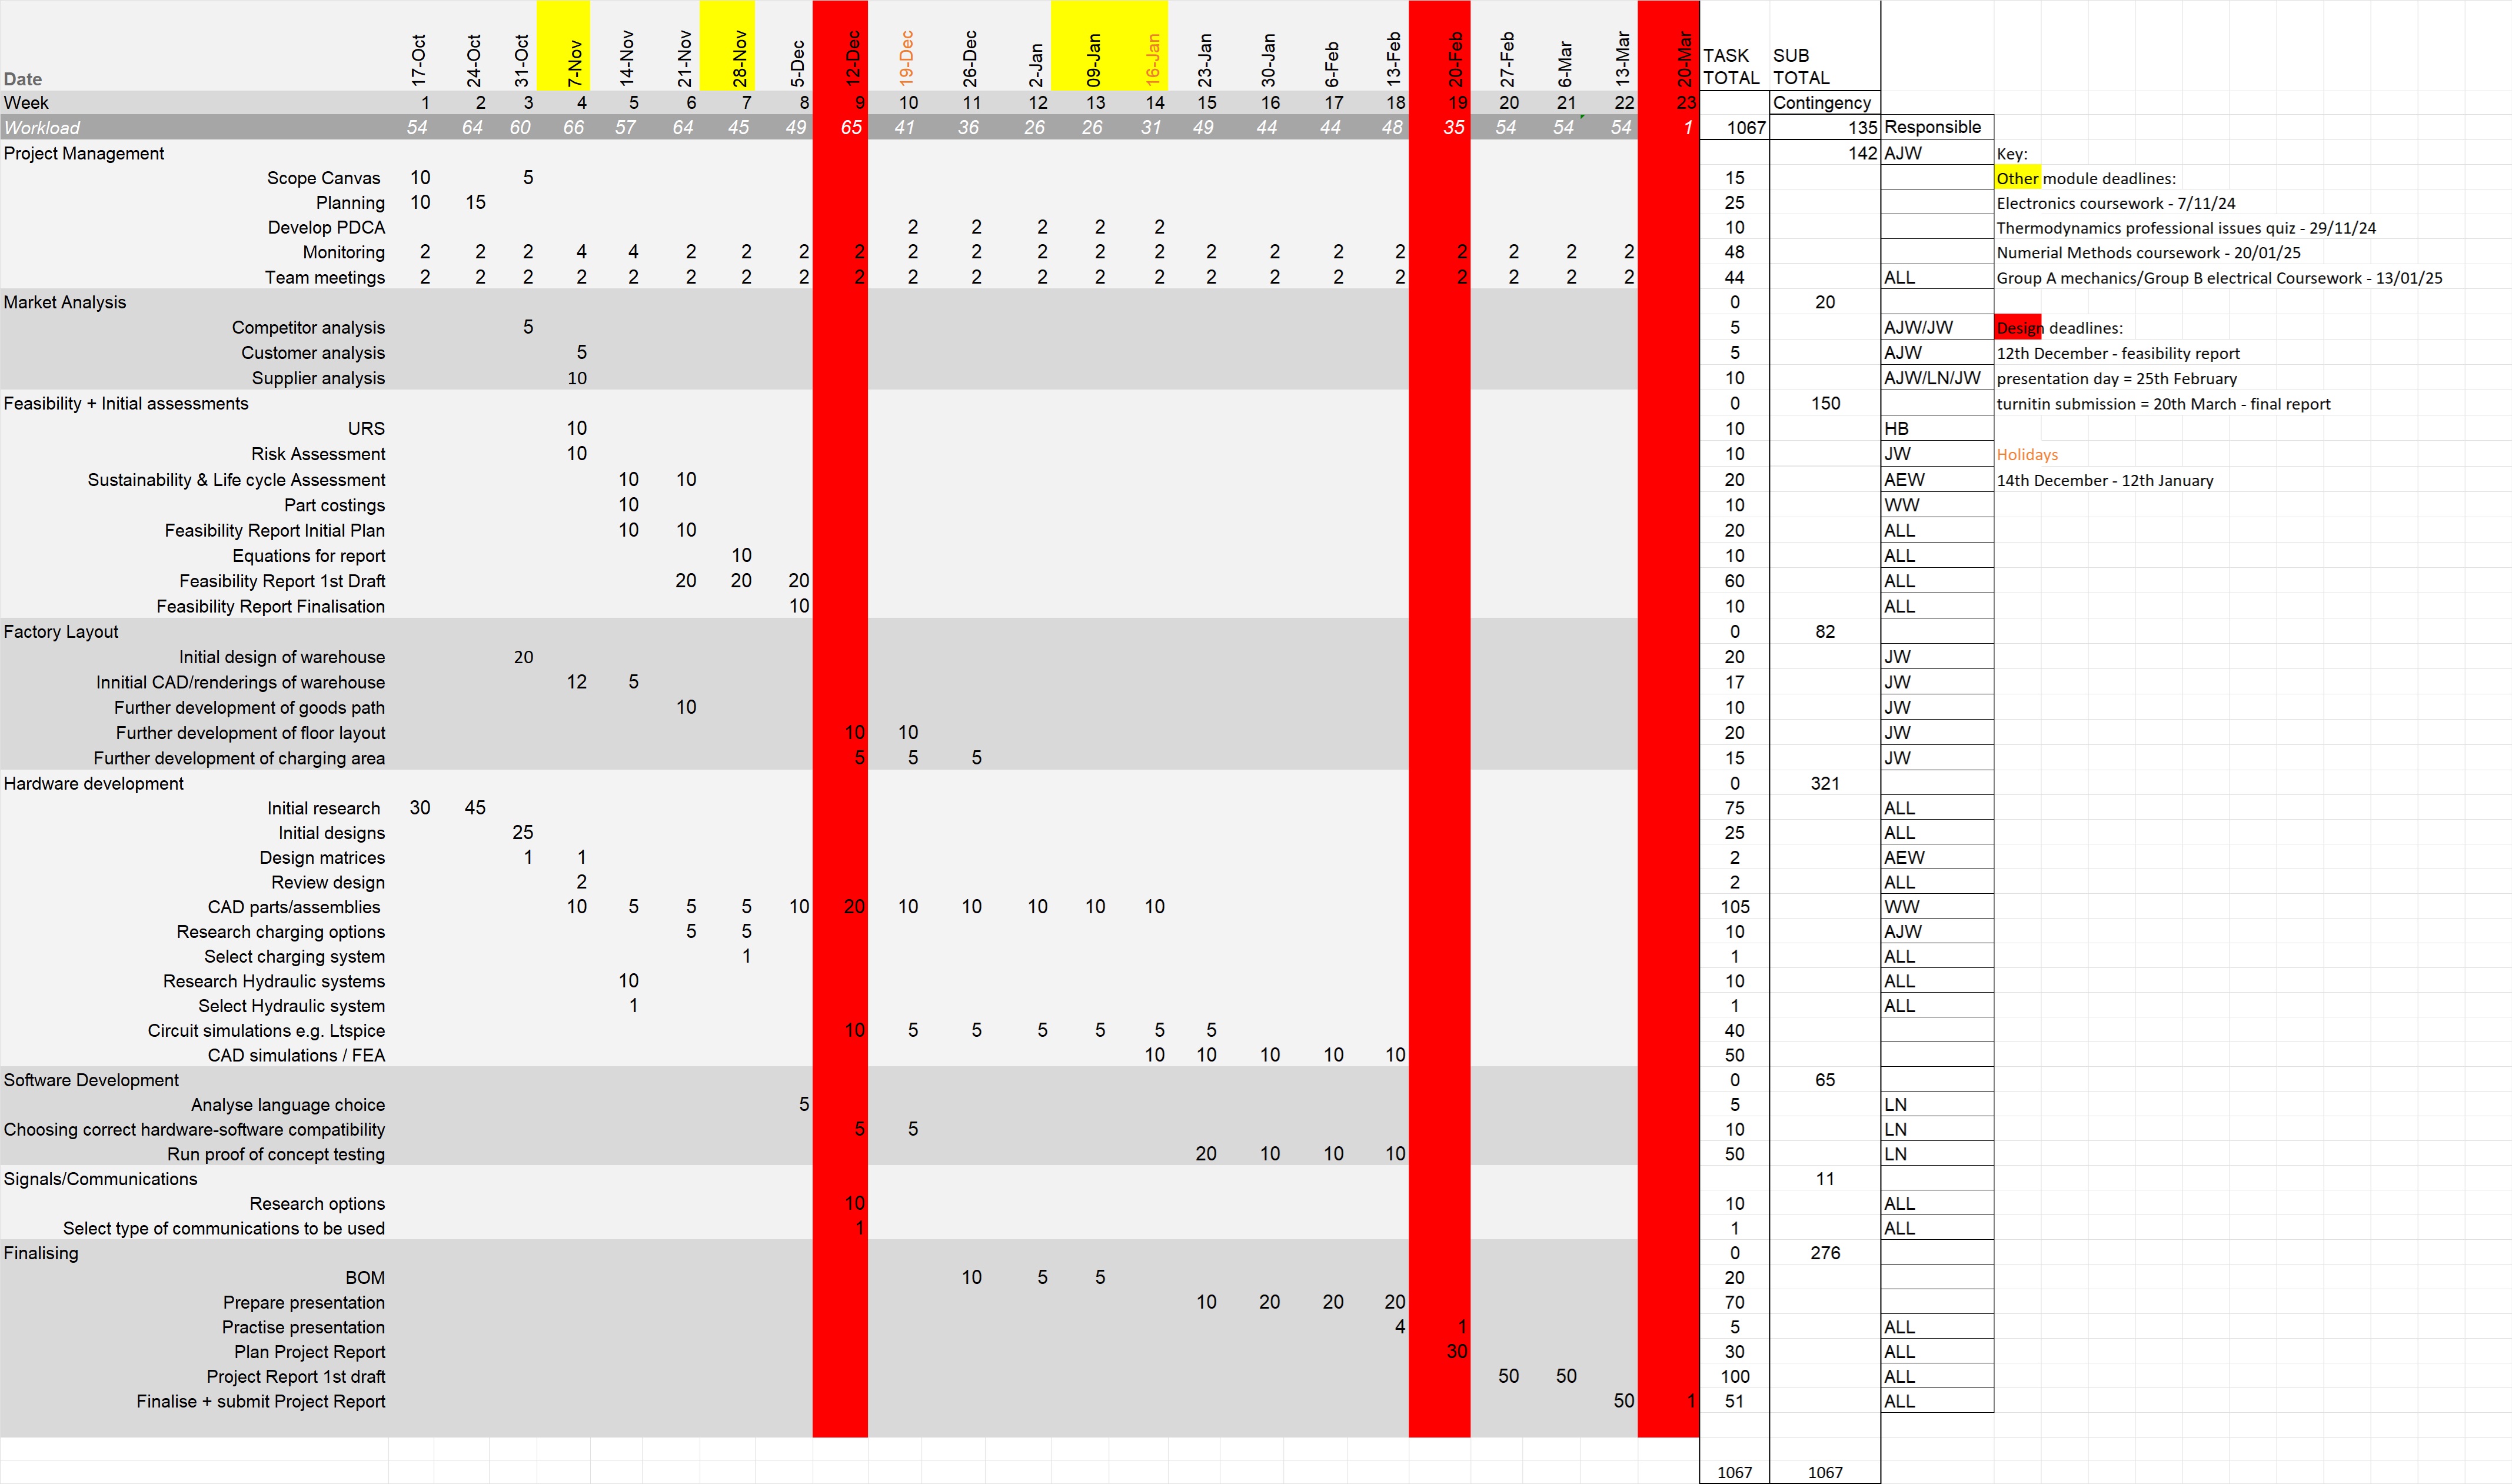 Date 17-Oct 24-Oct 31-Oct 7-Nov 14-Nov 21-Nov 28-Nov 5-Dec 12-Dec 19-Dec 26-Dec 2-Jan 09-Jan 16-Jan 23-Jan 30-Jan 6-Feb 13-Feb 20-Feb 27-Feb 6-Mar 13-Mar 20-Mar TASK TOTAL SUB TOTAL
Week 1 2 3 4 5 6 7 8 9 10 11 12 13 14 15 16 17 18 19 20 21 22 23 Contingency
Workload 54 64 60 66 57 64 45 49 65 41 36 26 26 31 49 44 44 48 35 54 54 54 1 1067 135 Responsible
Project Management 142 AJW Key:
Scope Canvas 10 5 15 Other module deadlines:
Planning 10 15 25 Electronics coursework - 7/11/24
Develop PDCA 2 2 2 2 2 10 Thermodynamics professional issues quiz - 29/11/24
Monitoring 2 2 2 4 4 2 2 2 2 2 2 2 2 2 2 2 2 2 2 2 2 2 48 Numerial Methods coursework - 20/01/25
Team meetings 2 2 2 2 2 2 2 2 2 2 2 2 2 2 2 2 2 2 2 2 2 2 44 ALL Group A mechanics/Group B electrical Coursework - 13/01/25
Market Analysis 0 20
Competitor analysis 5 5 AJW/JW Design deadlines:
Customer analysis 5 5 AJW 12th December - feasibility report
Supplier analysis 10 10 AJW/LN/JW presentation day = 25th February
Feasibility + Initial assessments 0 150 turnitin submission = 20th March - final report
URS 10 10 HB
Risk Assessment 10 10 JW Holidays
Sustainability & Life cycle Assessment 10 10 20 AEW 14th December - 12th January
Part costings 10 10 WW
Feasibility Report Initial Plan 10 10 20 ALL
Equations for report 10 10 ALL
Feasibility Report 1st Draft 20 20 20 60 ALL
Feasibility Report Finalisation 10 10 ALL
Factory Layout 0 82
Initial design of warehouse 20 20 JW
Innitial CAD/renderings of warehouse 12 5 17 JW
Further development of goods path 10 10 JW
Further development of floor layout 10 10 20 JW
Further development of charging area 5 5 5 15 JW
Hardware development 0 321
Initial research 30 45 75 ALL
Initial designs 25 25 ALL
Design matrices 1 1 2 AEW
Review design 2 2 ALL
CAD parts/assemblies 10 5 5 5 10 20 10 10 10 10 10 105 WW
Research charging options 5 5 10 AJW
Select charging system 1 1 ALL
Research Hydraulic systems 10 10 ALL
Select Hydraulic system 1 1 ALL
Circuit simulations e.g. Ltspice 10 5 5 5 5 5 5 40
CAD simulations / FEA 10 10 10 10 10 50
Software Development 0 65
Analyse language choice 5 5 LN
Choosing correct hardware-software compatibility 5 5 10 LN
Run proof of concept testing 20 10 10 10 50 LN
Signals/Communications 11
Research options 10 10 ALL
Select type of communications to be used 1 1 ALL
Finalising 0 276
BOM 10 5 5 20
Prepare presentation 10 20 20 20 70
Practise presentation 4 1 5 ALL
Plan Project Report 30 30 ALL
Project Report 1st draft 50 50 100 ALL
Finalise + submit Project Report 50 1 51 ALL
1067 1067